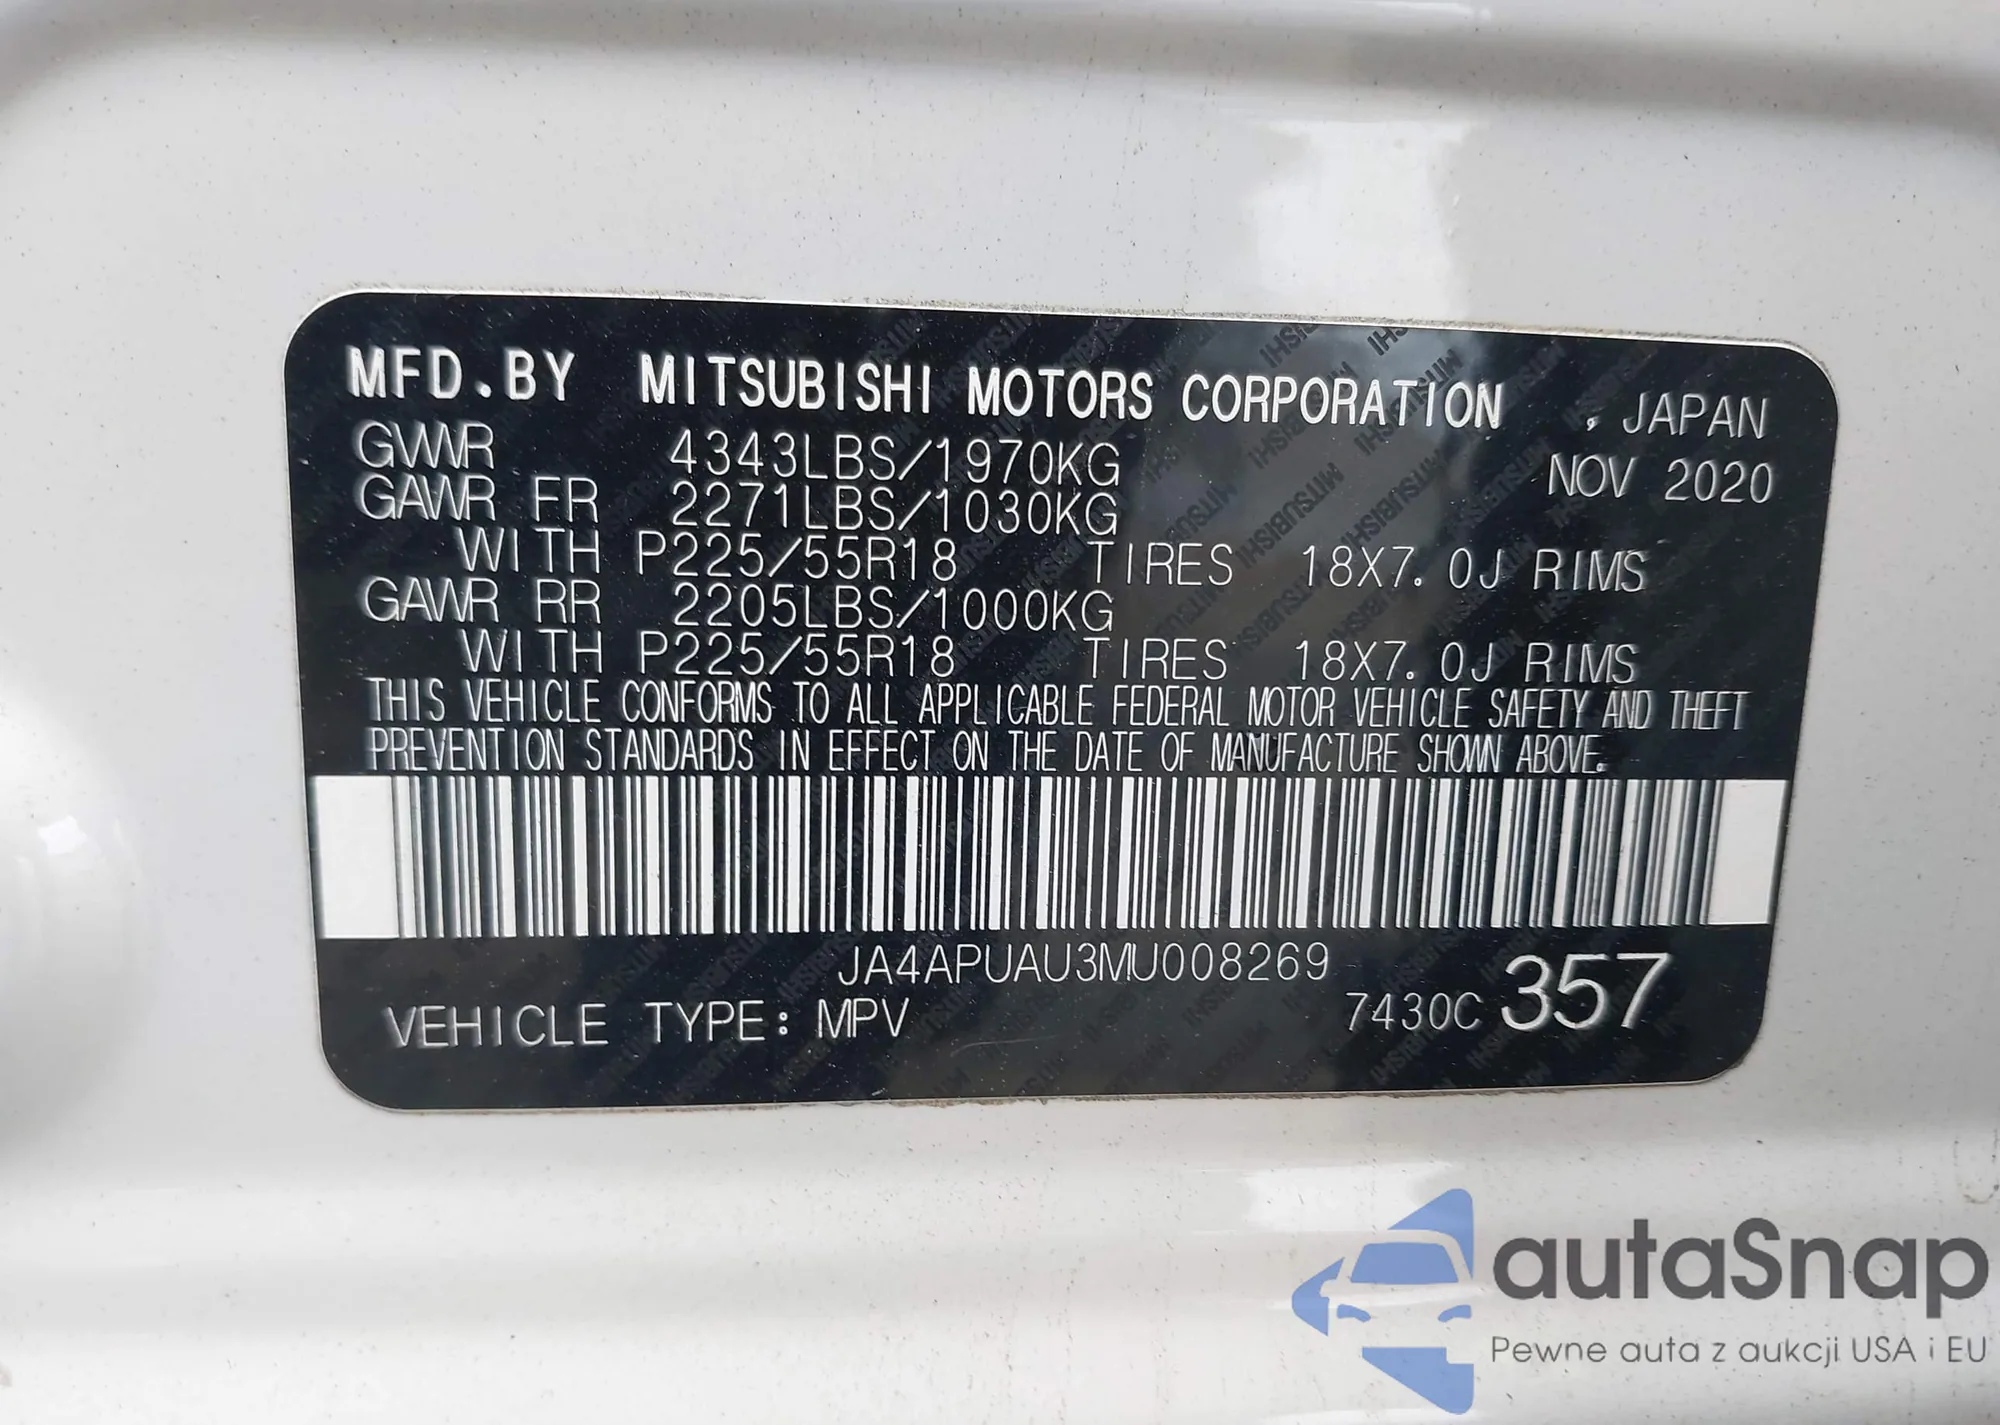 MFD.BY MITSUBISHI MOTORS CORPORATION , JAPAN
GVWR 4343LBS/1970KG NOV 2020
GAWR FR 2271LBS/1030KG
WITH P225/55R18 TIRES 18X7.0J RIMS
GAWR RR 2205LBS/1000KG
WITH P225/55R18 TIRES 18X7.0J RIMS
THIS VEHICLE CONFORMS TO ALL APPLICABLE FEDERAL MOTOR VEHICLE SAFETY AND THEFT
PREVENTION STANDARDS IN EFFECT ON THE DATE OF MANUFACTURE SHOWN ABOVE.
JA4APUAU3MU008269
VEHICLE TYPE: MPV 7430C 357
autaSnap
Pewne auta z aukcji USA i EU